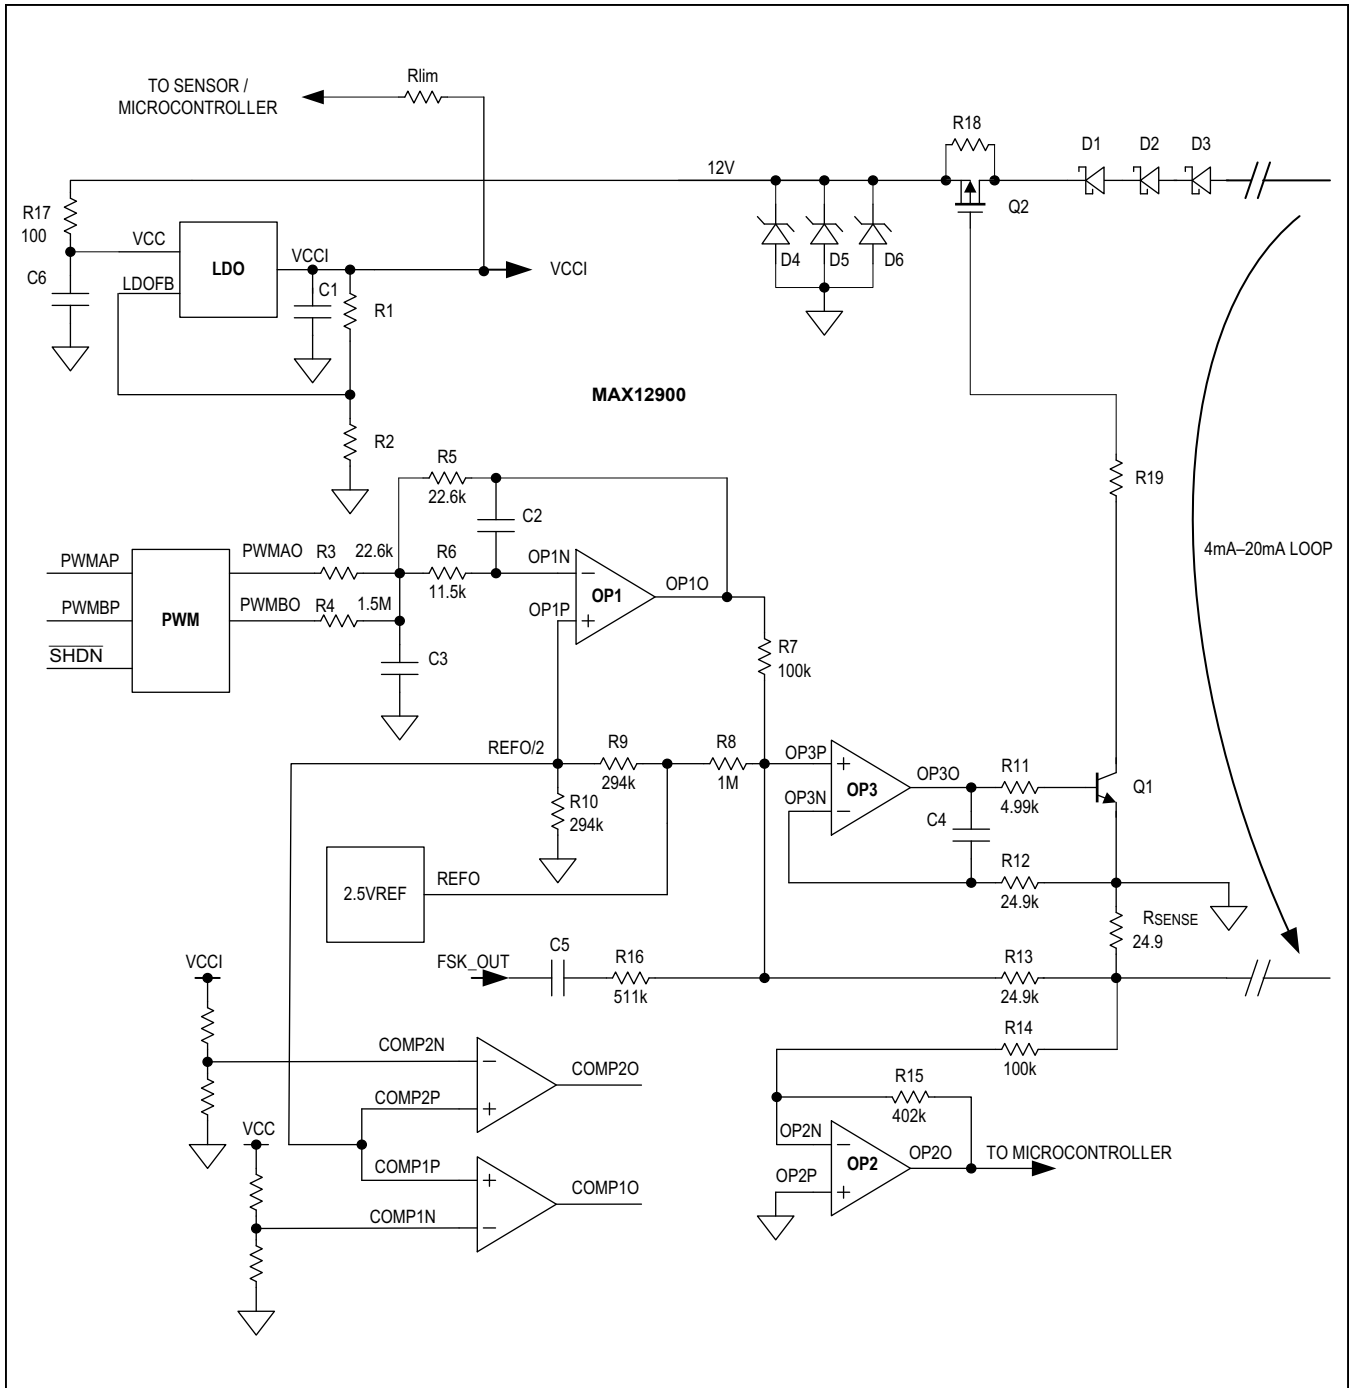 TO SENSOR /
MICROCONTROLLER
Rlim
R18
D1
D2
D3
12V
Q2
R17
100
VCC
LDO
VCCI
LDOFB
C6
C1
R1
VCCI
D4
D5
D6
MAX12900
R2
R5
22.6k
C2
R19
4mA–20mA LOOP
PWMAP
PWMBP
SHDN
PWM
PWMAO
R3
22.6k
PWMBO
R4
1.5M
R6
11.5k
OP1N
OP1P
OP1
OP1O
C3
R7
100k
REFO/2
R9
294k
R8
1M
R10
294k
OP3P
OP3N
OP3
OP3O
R11
4.99k
Q1
C4
R12
24.9k
2.5VREF
REFO
RSENSE
24.9
FSK_OUT
C5
R16
511k
R13
24.9k
VCCI
R14
100k
COMP2N
COMP2P
COMP2O
R15
402k
VCC
COMP1P
COMP1N
COMP1O
OP2N
OP2P
OP2
OP2O
TO MICROCONTROLLER